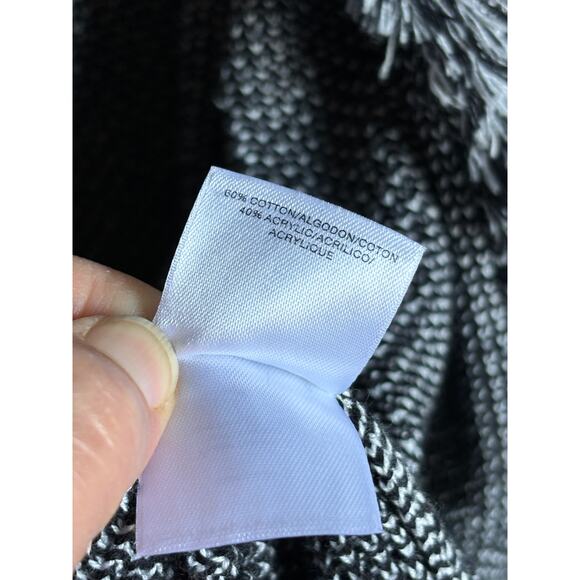 60% COTTON/ALGODON/COTON
40% ACRYLIC/ACRILICO/
ACRYLIQUE